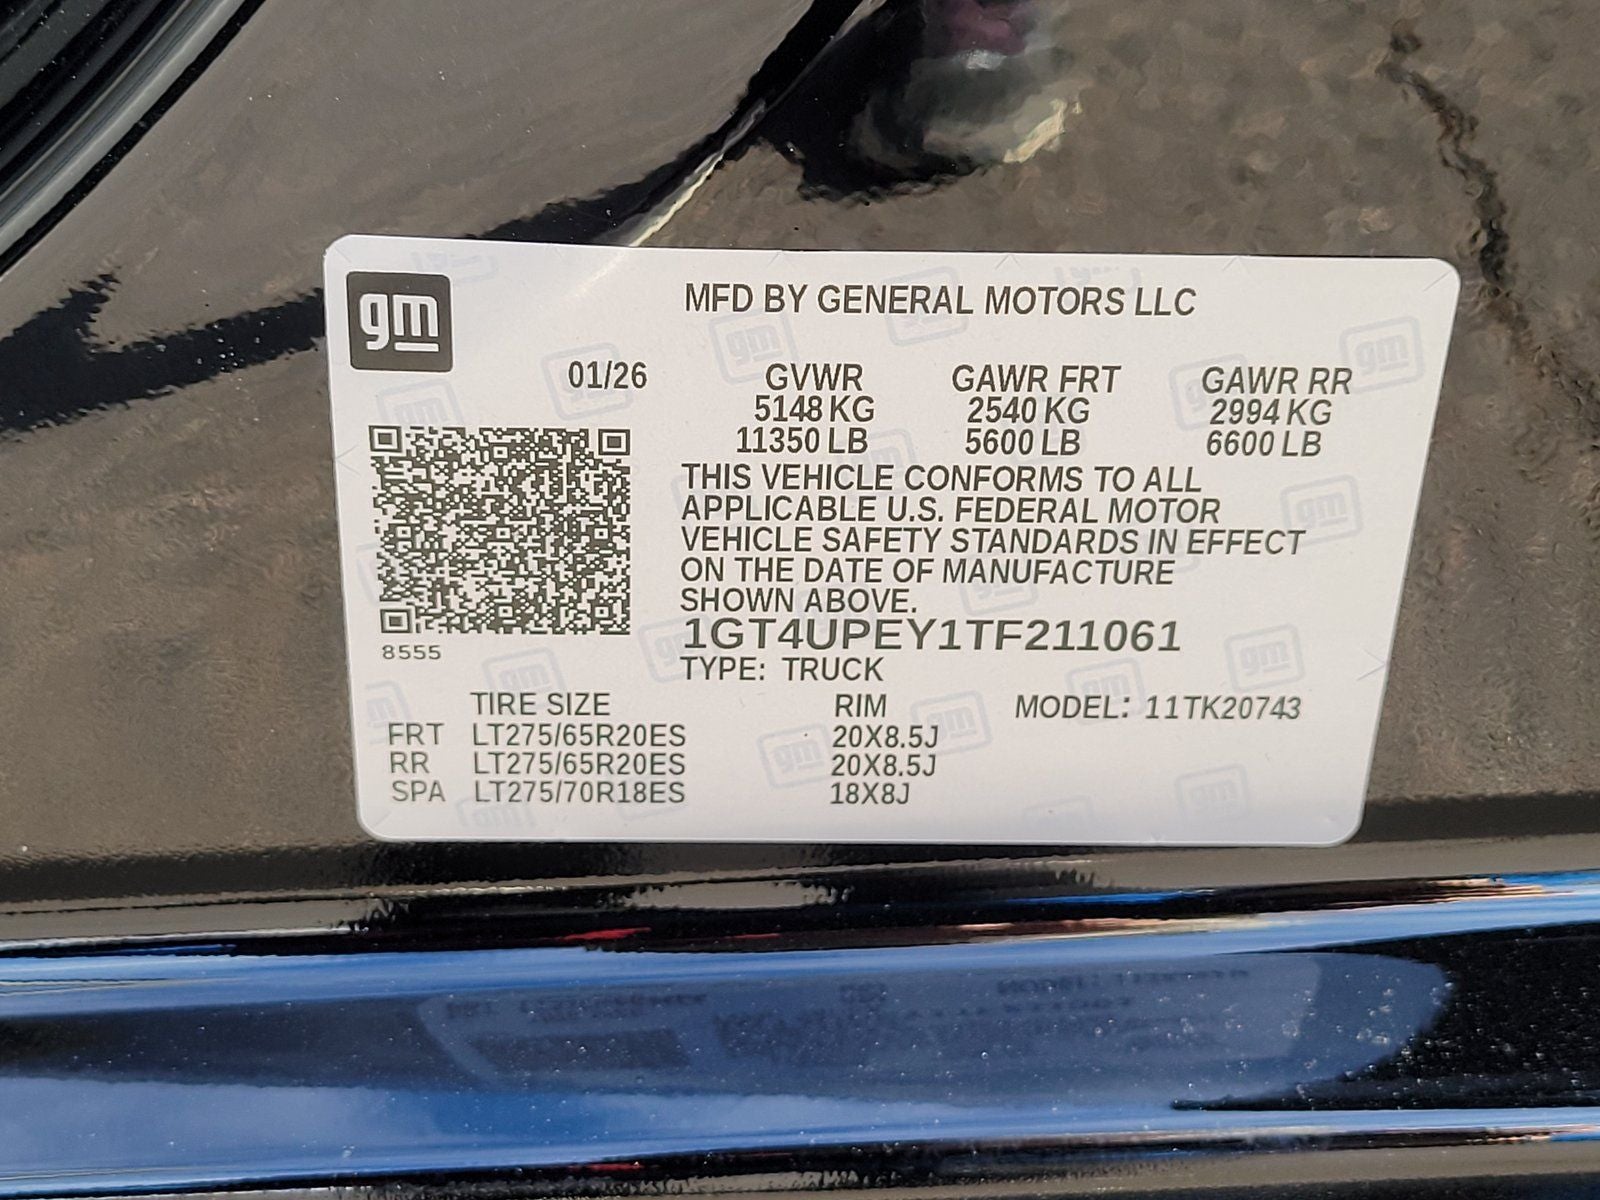 gm
MFD BY GENERAL MOTORS LLC
01/26 GVWR GAWR FRT GAWR RR
5148 KG 2540 KG 2994 KG
11350 LB 5600 LB 6600 LB
THIS VEHICLE CONFORMS TO ALL
APPLICABLE U.S. FEDERAL MOTOR
VEHICLE SAFETY STANDARDS IN EFFECT
ON THE DATE OF MANUFACTURE
SHOWN ABOVE.
1GT4UPEY1TF211061
8555
TYPE: TRUCK
TIRE SIZE RIM MODEL: 11TK20743
FRT LT275/65R20ES 20X8.5J
RR LT275/65R20ES 20X8.5J
SPA LT275/70R18ES 18X8J